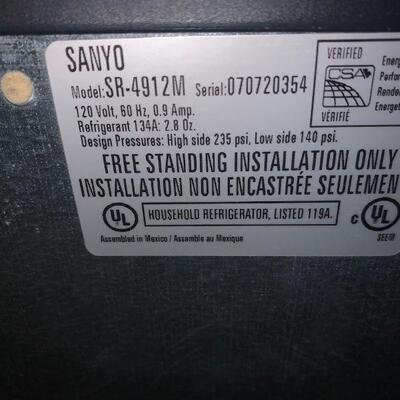 SANYO
Model:SR-4912M Serial:070720354
120 Volt, 60 Hz, 0.9 Amp.
Refrigerant 134A: 2.8 Oz.
Design Pressures: High side 235 psi, Low side 140 psi.
VERIFIED
CSA
VÉRIFIÉ
FREE STANDING INSTALLATION ONLY
INSTALLATION NON ENCASTRÉE SEULEMEN
UL HOUSEHOLD REFRIGERATOR, LISTED 119A. c UL
Assembled in Mexico / Assemble au Mexique